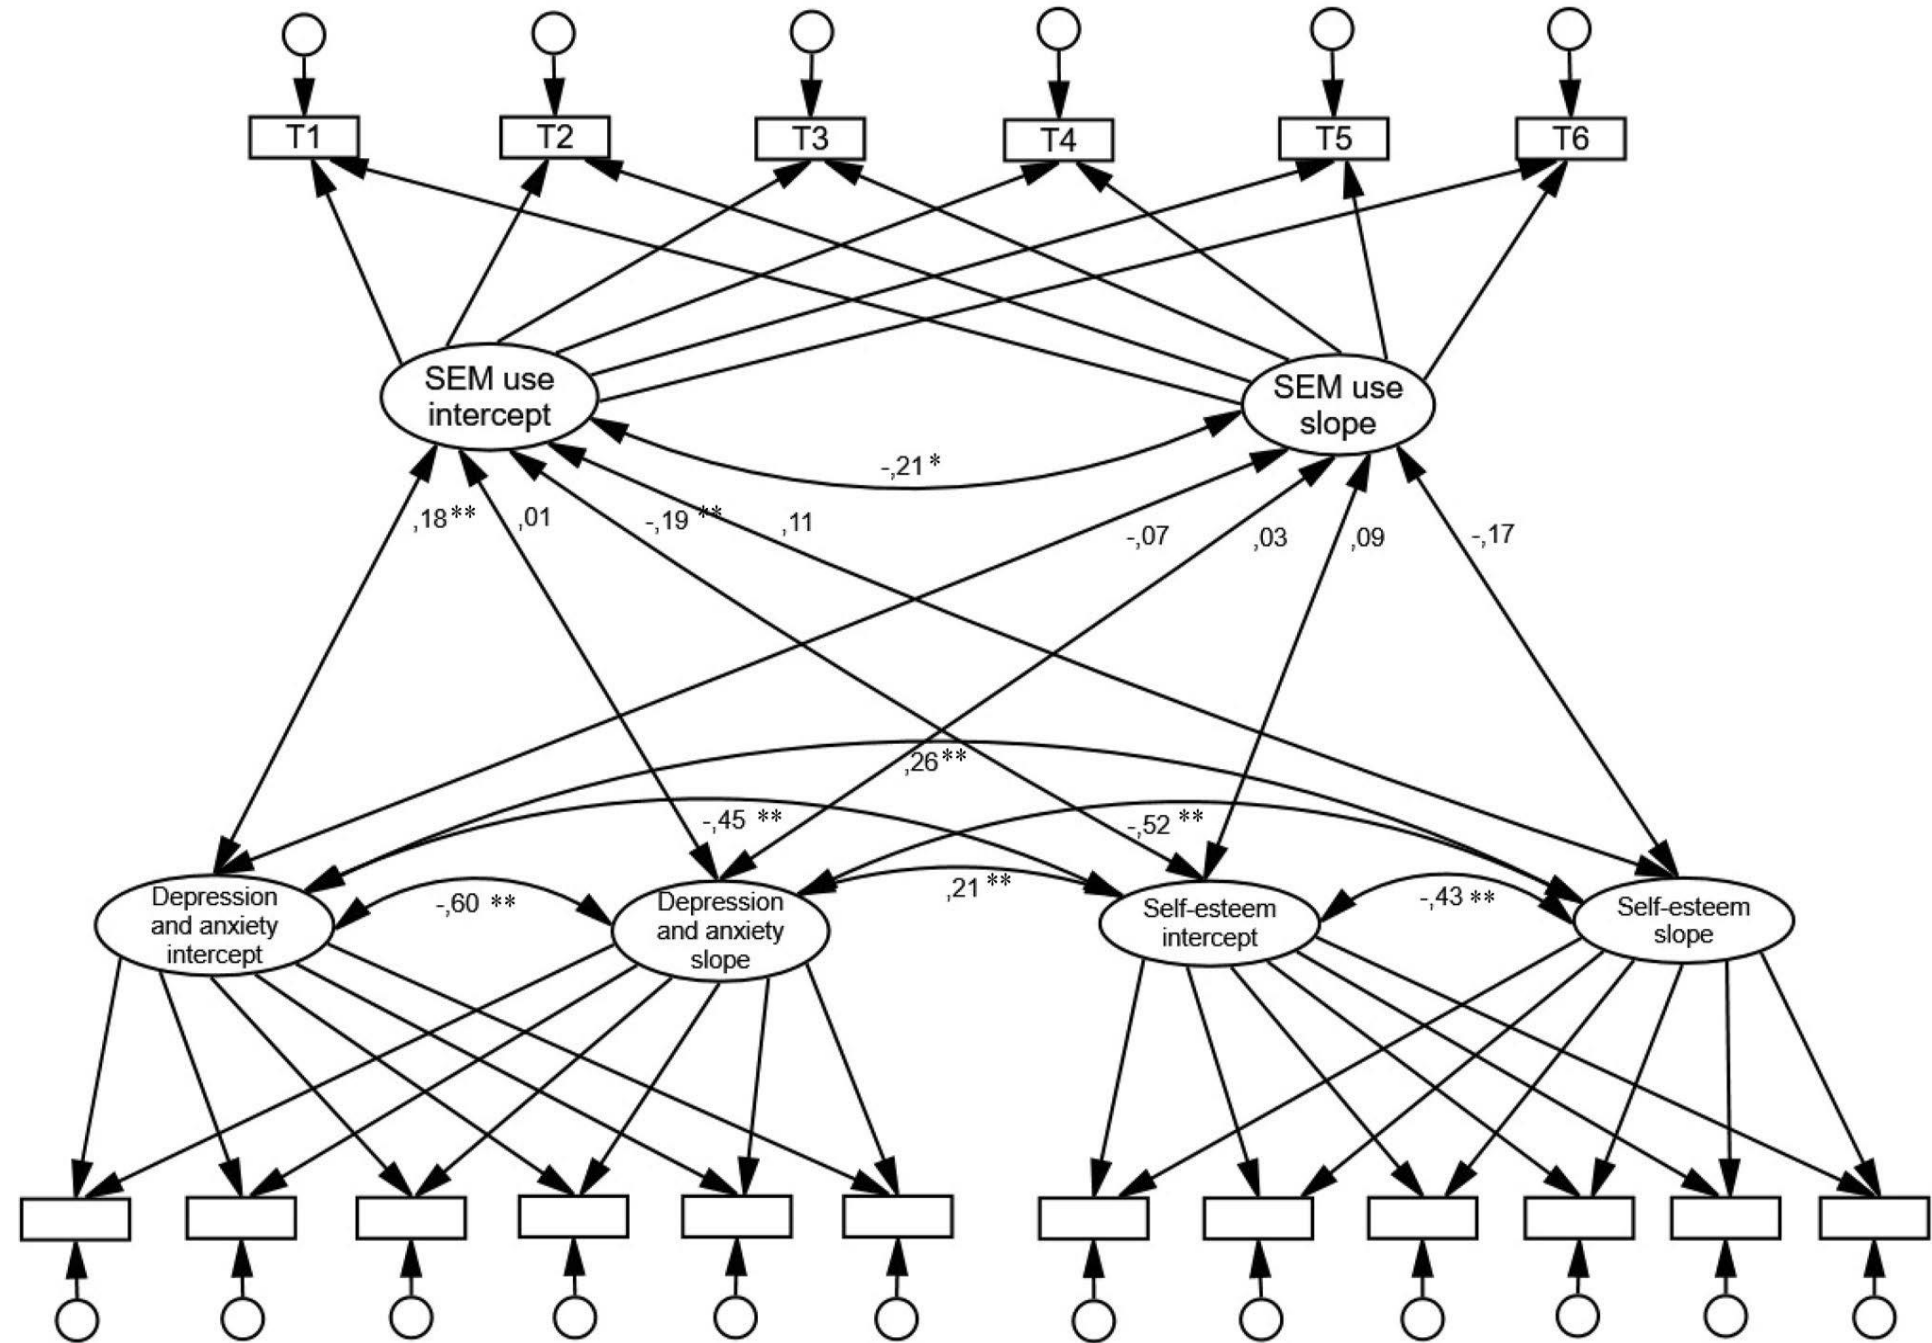 T1
T2
T3
T4
T5
T6
SEM use
intercept
SEM use
slope
-,21 *
,18**
,01
-,19 **
,11
-,07
,03
,09
-,17
,26**
-,45 **
-,52 **
Depression
and anxiety
intercept
-,60 **
Depression
and anxiety
slope
,21 **
Self-esteem
intercept
-,43 **
Self-esteem
slope